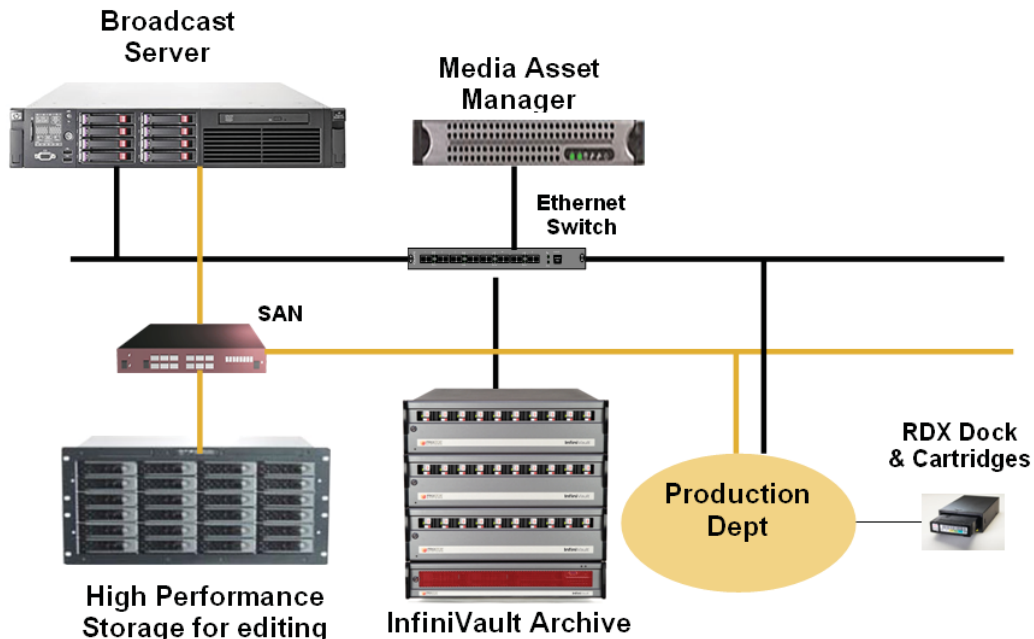 Broadcast
Server
Media Asset
Manager
Ethernet
Switch
SAN
RDX Dock
& Cartridges
Production
Dept
High Performance
Storage for editing
InfiniVault Archive